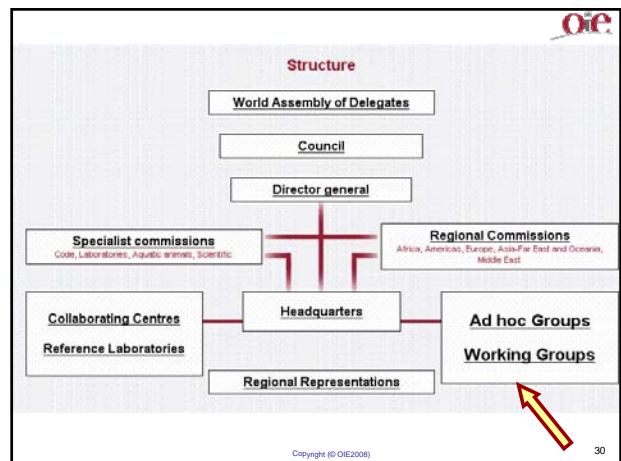 Oie
Structure
World Assembly of Delegates
Council
Director general
Specialist commissions
Code, Laboratories, Aquatic animals, Scientific
Regional Commissions
Africa, Americas, Europe, Asia-Far East and Oceania,
Middle East
Collaborating Centres
Reference Laboratories
Headquarters
Ad hoc Groups
Working Groups
Regional Representations
Copyright (© OIE2008)
30